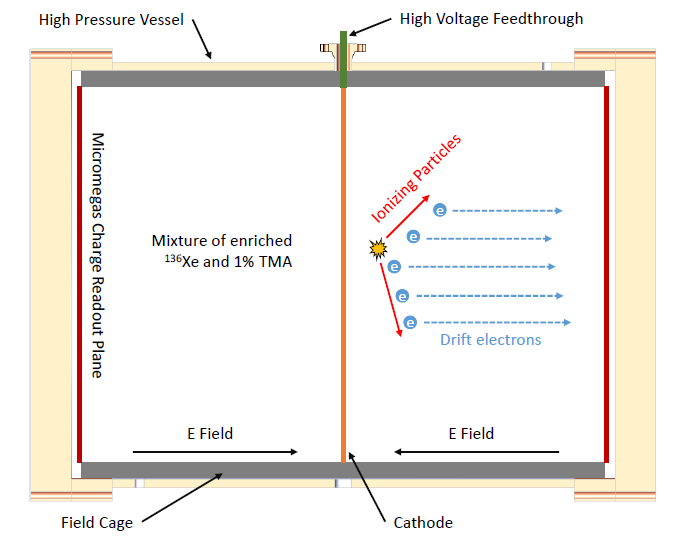 High Pressure Vessel
High Voltage Feedthrough
Micromegas Charge Readout Plane
Ionizing Particles
e
e
Mixture of enriched
¹³⁶Xe and 1% TMA
e
e
e
Drift electrons
E Field
E Field
Field Cage
Cathode